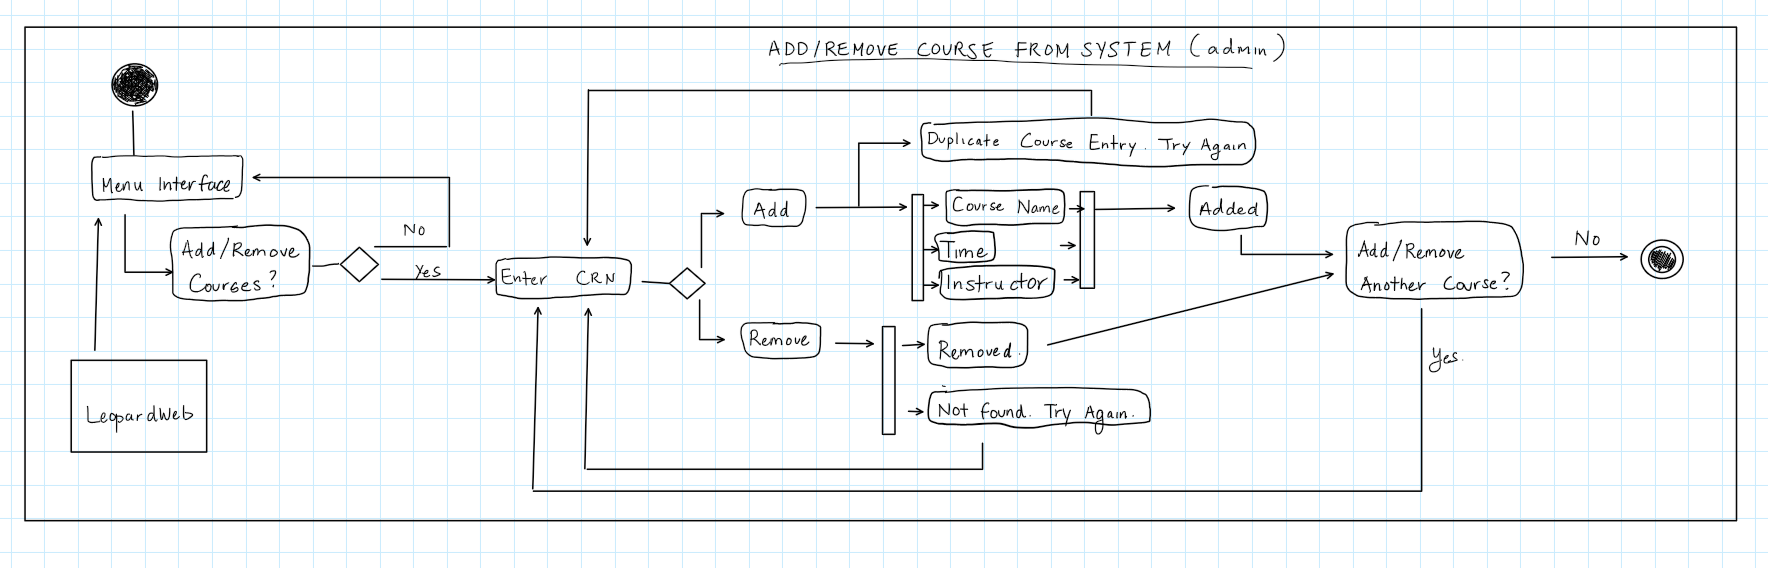 ADD/REMOVE COURSE FROM SYSTEM (admin)
Menu Interface
Add/Remove
Courses?
No
Yes
LeopardWeb
Enter CRN
Add
Remove
Duplicate Course Entry. Try Again
Course Name
Time
Instructor
Added
Removed.
Not found. Try Again.
Add/Remove
Another Course?
No
Yes.